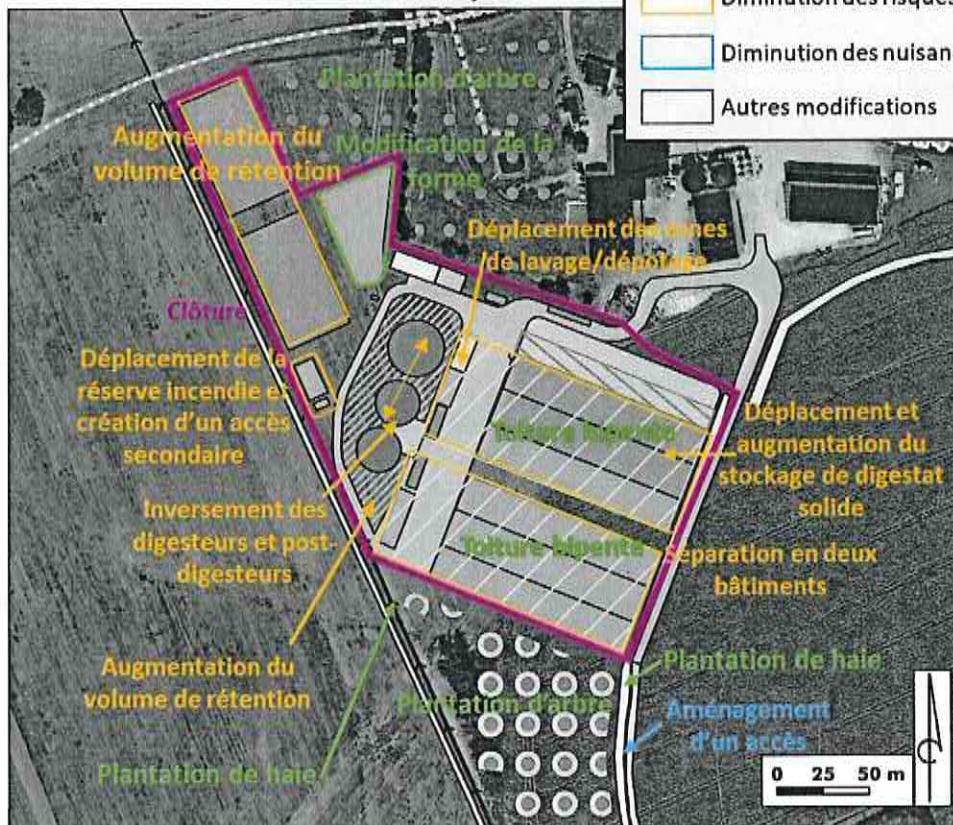 Diminution des risques
Diminution des nuisan
Autres modifications
Plantation d'arbre
Augmentation du
volume de rétention
Modification de la
forme
Déplacement des zones
de lavage/dépotage
Clôture
Déplacement de la
réserve incendie et
création d'un accès
secondaire
Toiture bipente
Déplacement et
augmentation du
stockage de digestat
solide
Inversement des
digesteurs et post-
digesteurs
Toiture bipente
Séparation en deux
bâtiments
Augmentation du
volume de rétention
Plantation de haie
Plantation d'arbre
Aménagement
d'un accès
Plantation de haie
0 25 50 m